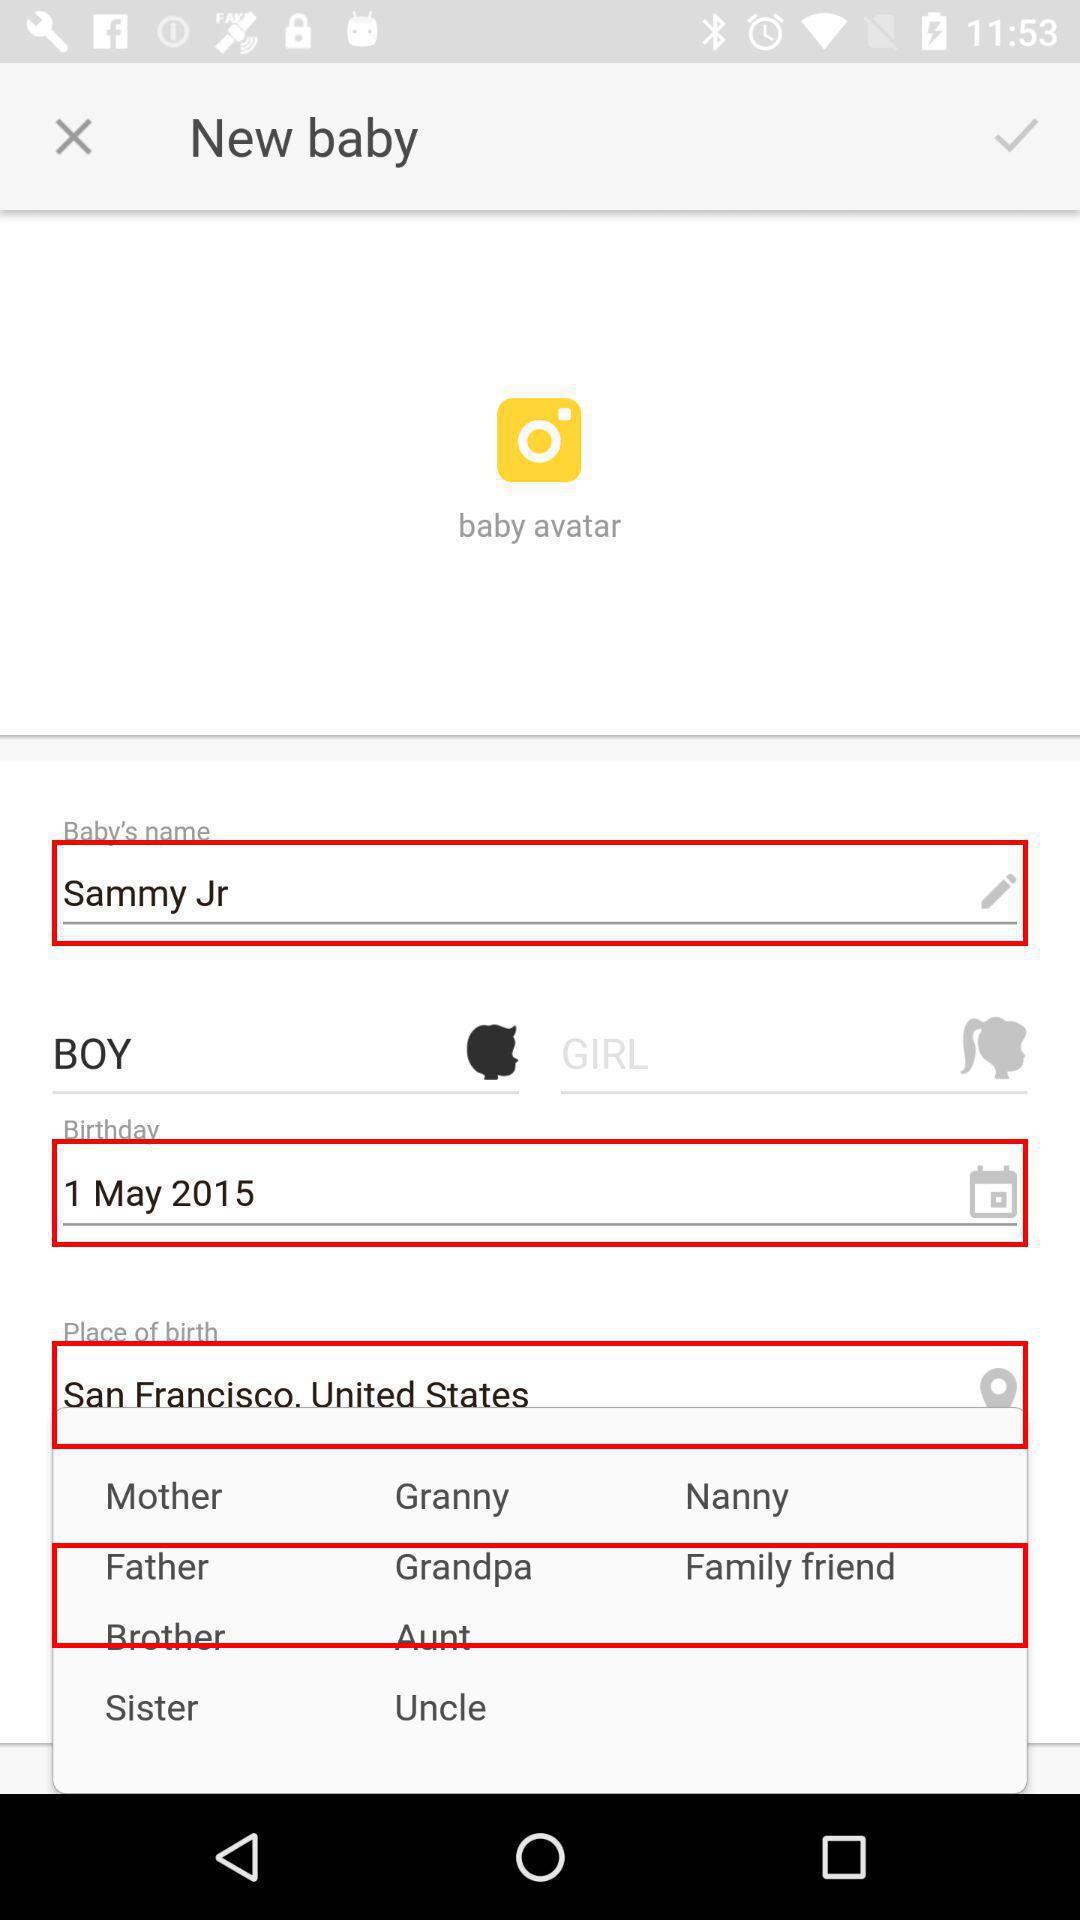 FAKE
11:53
New baby
baby avatar
Baby’s name
Sammy Jr
BOY GIRL
Birthday
1 May 2015
Place of birth
San Francisco, United States
Mother Granny Nanny
Father Grandpa Family friend
Brother Aunt
Sister Uncle